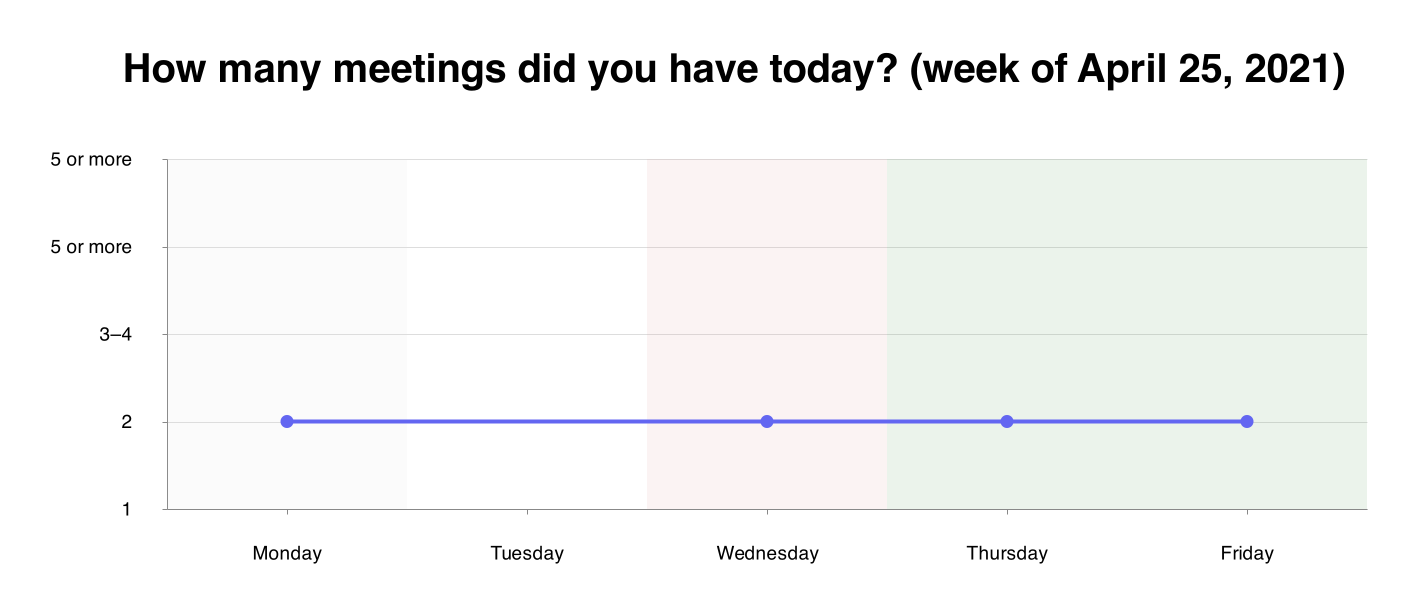 How many meetings did you have today? (week of April 25, 2021)
5 or more
5 or more
3–4
2
1
Monday Tuesday Wednesday Thursday Friday